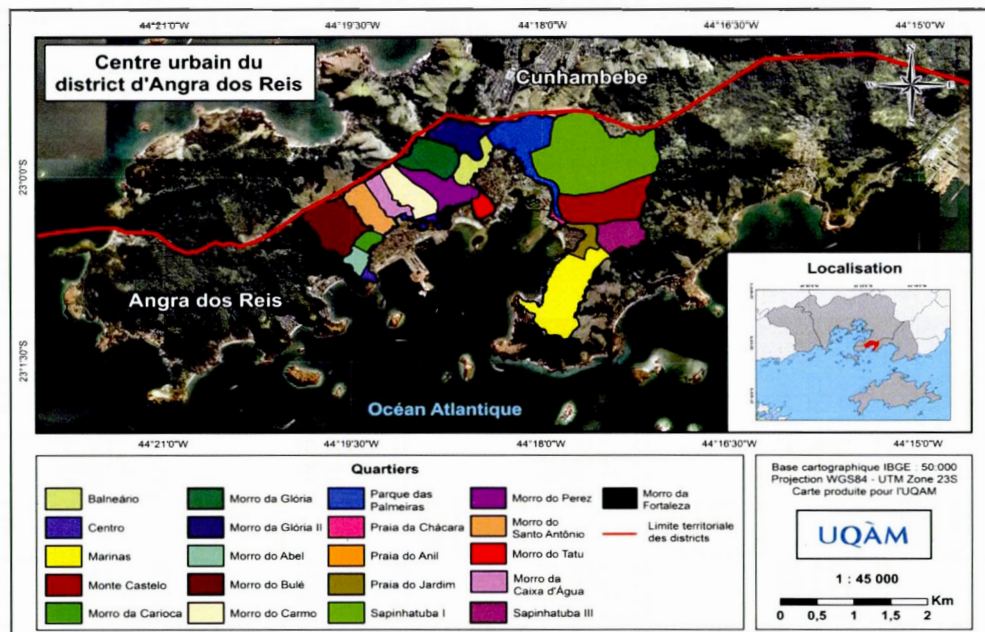 44°21'0"W 44°19'30"W 44°18'0"W 44°16'30"W 44°15'0"W
Centre urbain du
district d'Angra dos Reis
Cunhambebe
23°0'0"S
23°0'0"S
Angra dos Reis
Localisation
23°1'30"S
23°1'30"S
Océan Atlantique
44°21'0"W 44°19'30"W 44°18'0"W 44°16'30"W 44°15'0"W
Quartiers
Balneário
Centro
Marinas
Monte Castelo
Morro da Carioca
Morro da Glória
Morro da Glória II
Morro do Abel
Morro do Bulé
Morro do Carmo
Parque das
Palmeiras
Praia da Chácara
Praia do Anil
Praia do Jardim
Sapinhatuba I
Morro do Perez
Morro do
Santo Antônio
Morro do Tatu
Morro da
Caixa d'Água
Sapinhatuba III
Morro da
Fortaleza
Limite territoriale
des districts
Base cartographique IBGE : 50:000
Projection WGS84 - UTM Zone 23S
Carte produite pour l'UQAM
UQÀM
1 : 45 000
Km
0 0,5 1 1,5 2